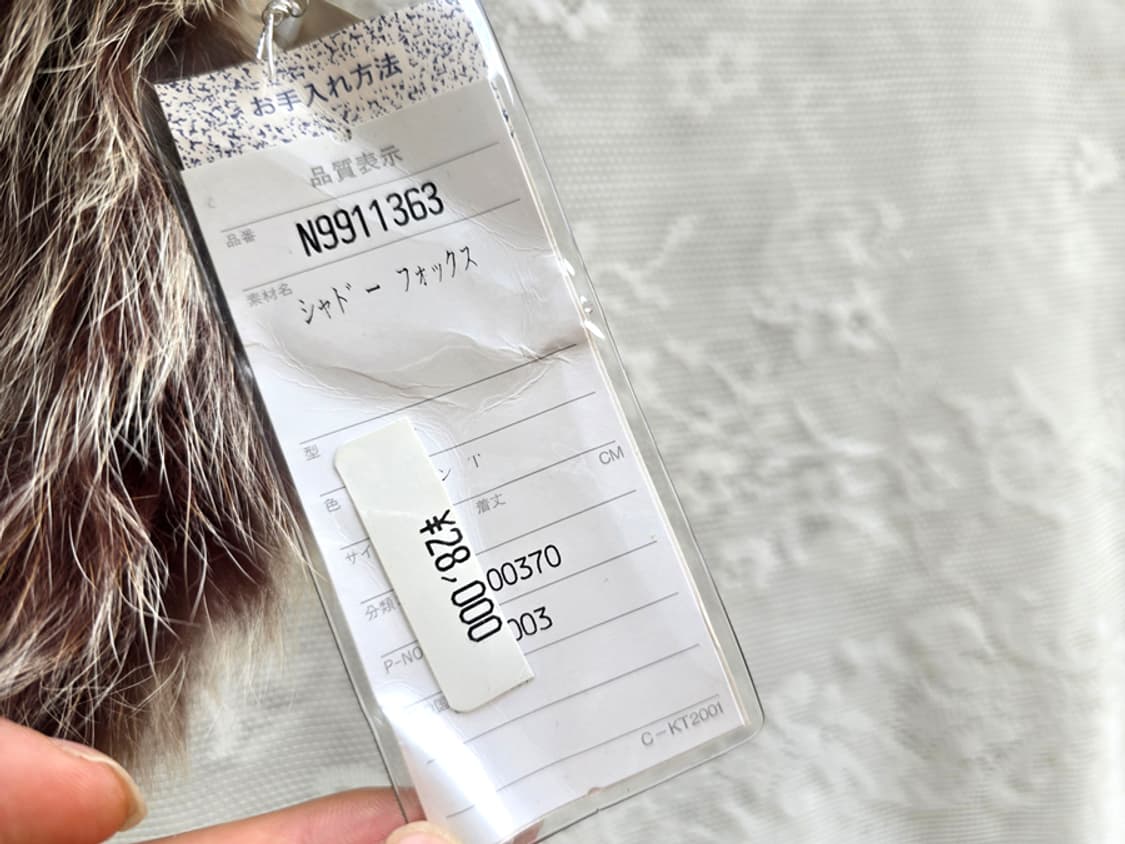 お手入れ方法
品質表示
品番 N9911363
素材名 シャドー フォックス
型
色
サイ 着丈 CM
¥28,000
分類 00370
P-NO 003
国
C-KT2001